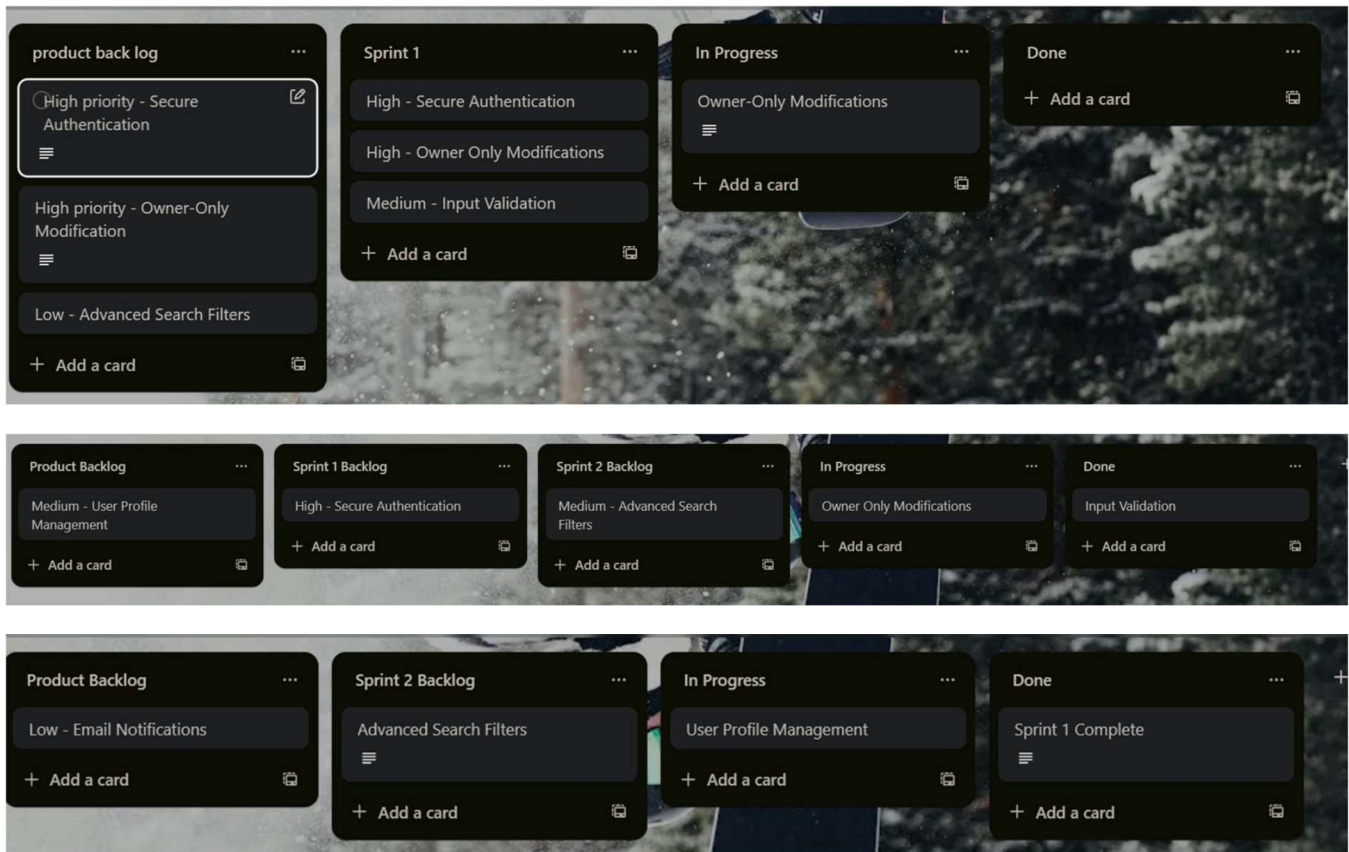 product back log
High priority - Secure
Authentication
High priority - Owner-Only
Modification
Low - Advanced Search Filters
+ Add a card
Sprint 1
High - Secure Authentication
High - Owner Only Modifications
Medium - Input Validation
+ Add a card
In Progress
Owner-Only Modifications
+ Add a card
Done
+ Add a card
Product Backlog
Medium - User Profile
Management
+ Add a card
Sprint 1 Backlog
High - Secure Authentication
+ Add a card
Sprint 2 Backlog
Medium - Advanced Search
Filters
+ Add a card
In Progress
Owner Only Modifications
+ Add a card
Done
Input Validation
+ Add a card
Product Backlog
Low - Email Notifications
+ Add a card
Sprint 2 Backlog
Advanced Search Filters
+ Add a card
In Progress
User Profile Management
+ Add a card
Done
Sprint 1 Complete
+ Add a card